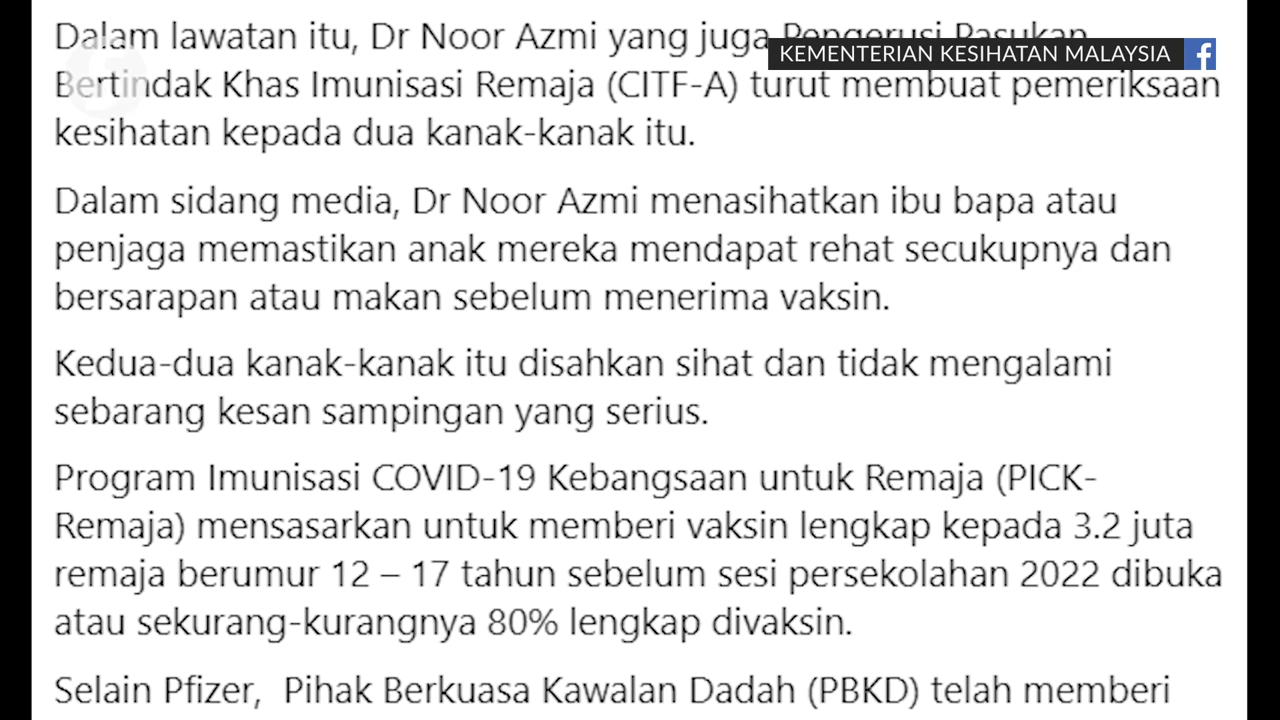 Dalam lawatan itu, Dr Noor Azmi yang juga Pengerusi Pasukan
KEMENTERIAN KESIHATAN MALAYSIA f
Bertindak Khas Imunisasi Remaja (CITF-A) turut membuat pemeriksaan
kesihatan kepada dua kanak-kanak itu.
Dalam sidang media, Dr Noor Azmi menasihatkan ibu bapa atau
penjaga memastikan anak mereka mendapat rehat secukupnya dan
bersarapan atau makan sebelum menerima vaksin.
Kedua-dua kanak-kanak itu disahkan sihat dan tidak mengalami
sebarang kesan sampingan yang serius.
Program Imunisasi COVID-19 Kebangsaan untuk Remaja (PICK-
Remaja) mensasarkan untuk memberi vaksin lengkap kepada 3.2 juta
remaja berumur 12 – 17 tahun sebelum sesi persekolahan 2022 dibuka
atau sekurang-kurangnya 80% lengkap divaksin.
Selain Pfizer,  Pihak Berkuasa Kawalan Dadah (PBKD) telah memberi